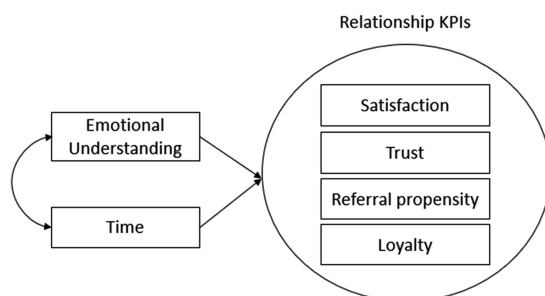 Relationship KPIs
Emotional
Understanding
Time
Satisfaction
Trust
Referral propensity
Loyalty